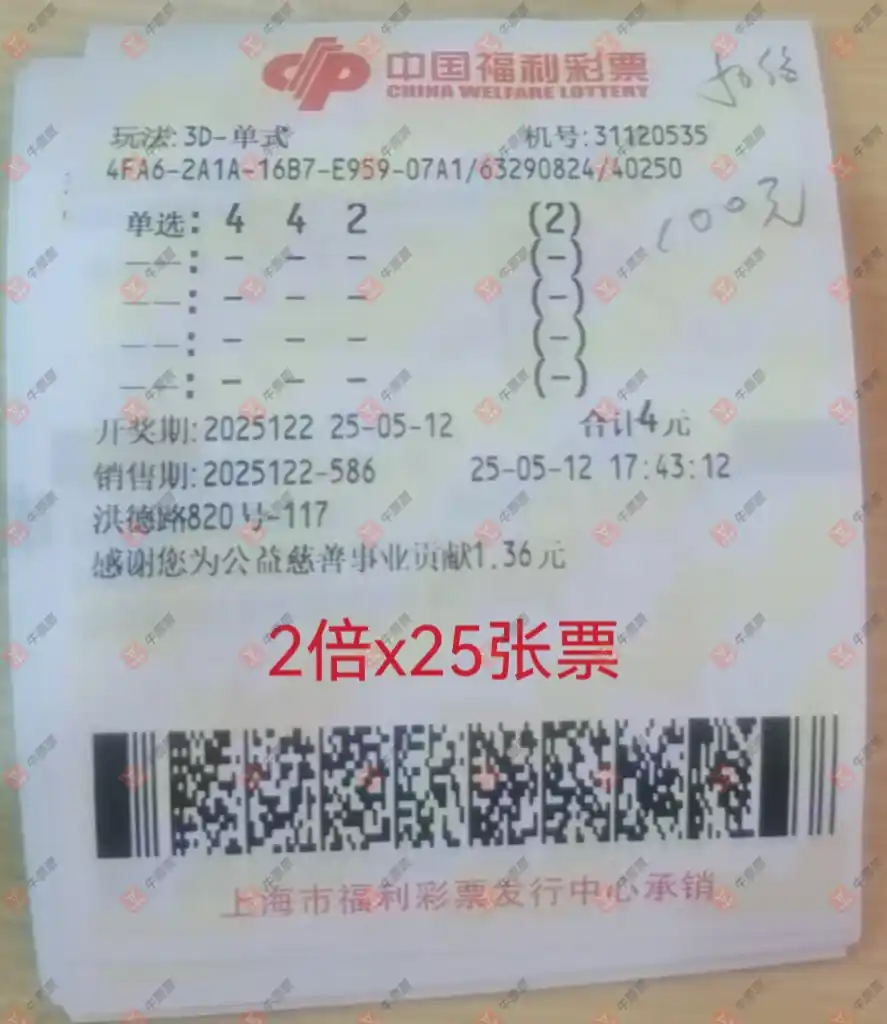 中国福利彩票
CHINA WELFARE LOTTERY
玩法:3D-单式 机号:31120535
4FA6-2A1A-16B7-E959-07A1/63290824/40250
单选: 4 4 2 (2)
100元
——: - - - (-)
——: - - - (-)
——: - - - (-)
——: - - - (-)
开奖期:2025122 25-05-12 合计4元
销售期:2025122-586 25-05-12 17:43:12
洪德路820号-117
感谢您为公益慈善事业贡献1.36元
2倍x25张票
上海市福利彩票发行中心承销